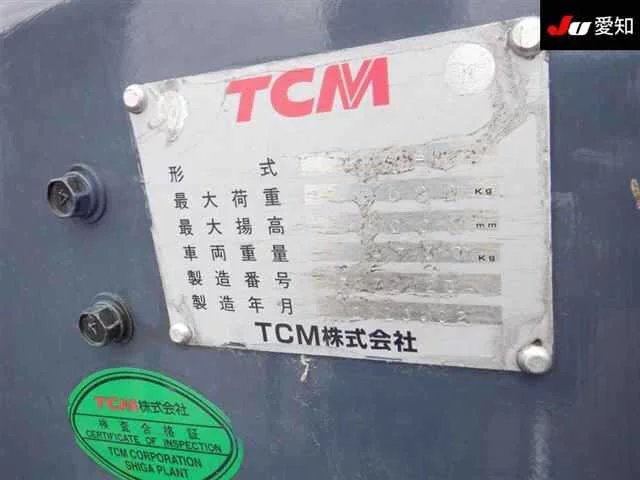 Ju 愛知
TCM
形 式
最大荷重 Kg
最大揚高 mm
車両重量 Kg
製造番号
製造年月
TCM株式会社
TCM株式会社
検査合格証
CERTIFICATE OF INSPECTION
TCM CORPORATION
SHIGA PLANT